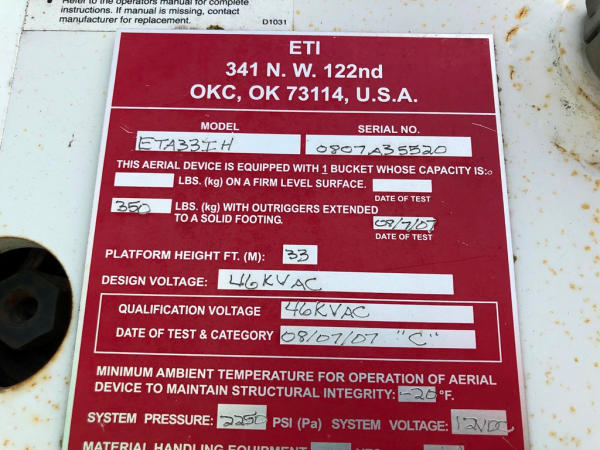 Refer to the operators manual for complete
instructions. If manual is missing, contact
manufacturer for replacement. D1031
ETI
341 N. W. 122nd
OKC, OK 73114, U.S.A.
MODEL SERIAL NO.
ETA33IH 0807A35520
THIS AERIAL DEVICE IS EQUIPPED WITH 1 BUCKET WHOSE CAPACITY IS:
LBS. (kg) ON A FIRM LEVEL SURFACE.
DATE OF TEST
350 LBS. (kg) WITH OUTRIGGERS EXTENDED
TO A SOLID FOOTING. 08/7/07
DATE OF TEST
PLATFORM HEIGHT FT. (M): 33
DESIGN VOLTAGE: 46KVAC
QUALIFICATION VOLTAGE 46KVAC
DATE OF TEST & CATEGORY 08/07/07 "C"
MINIMUM AMBIENT TEMPERATURE FOR OPERATION OF AERIAL
DEVICE TO MAINTAIN STRUCTURAL INTEGRITY: -20 °F.
SYSTEM PRESSURE: 2250 PSI (Pa) SYSTEM VOLTAGE: 12VDC
MATERIAL HANDLING EQUIPMENT